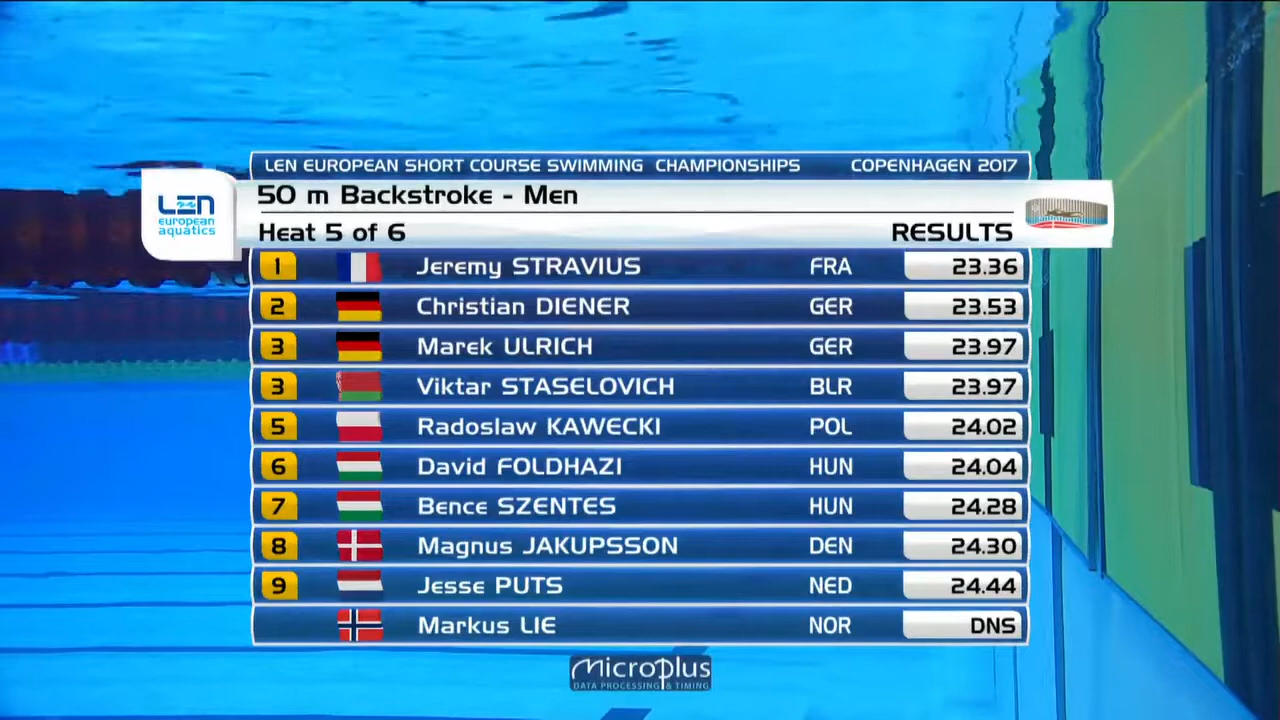 LEN EUROPEAN SHORT COURSE SWIMMING CHAMPIONSHIPS COPENHAGEN 2017
LEN
european
aquatics
50 m Backstroke - Men
Heat 5 of 6 RESULTS
1 Jeremy STRAVIUS FRA 23.36
2 Christian DIENER GER 23.53
3 Marek ULRICH GER 23.97
3 Viktar STASELOVICH BLR 23.97
5 Radoslaw KAWECKI POL 24.02
6 David FOLDHAZI HUN 24.04
7 Bence SZENTES HUN 24.28
8 Magnus JAKUPSSON DEN 24.30
9 Jesse PUTS NED 24.44
Markus LIE NOR DNS
Microplus
DATA PROCESSING & TIMING